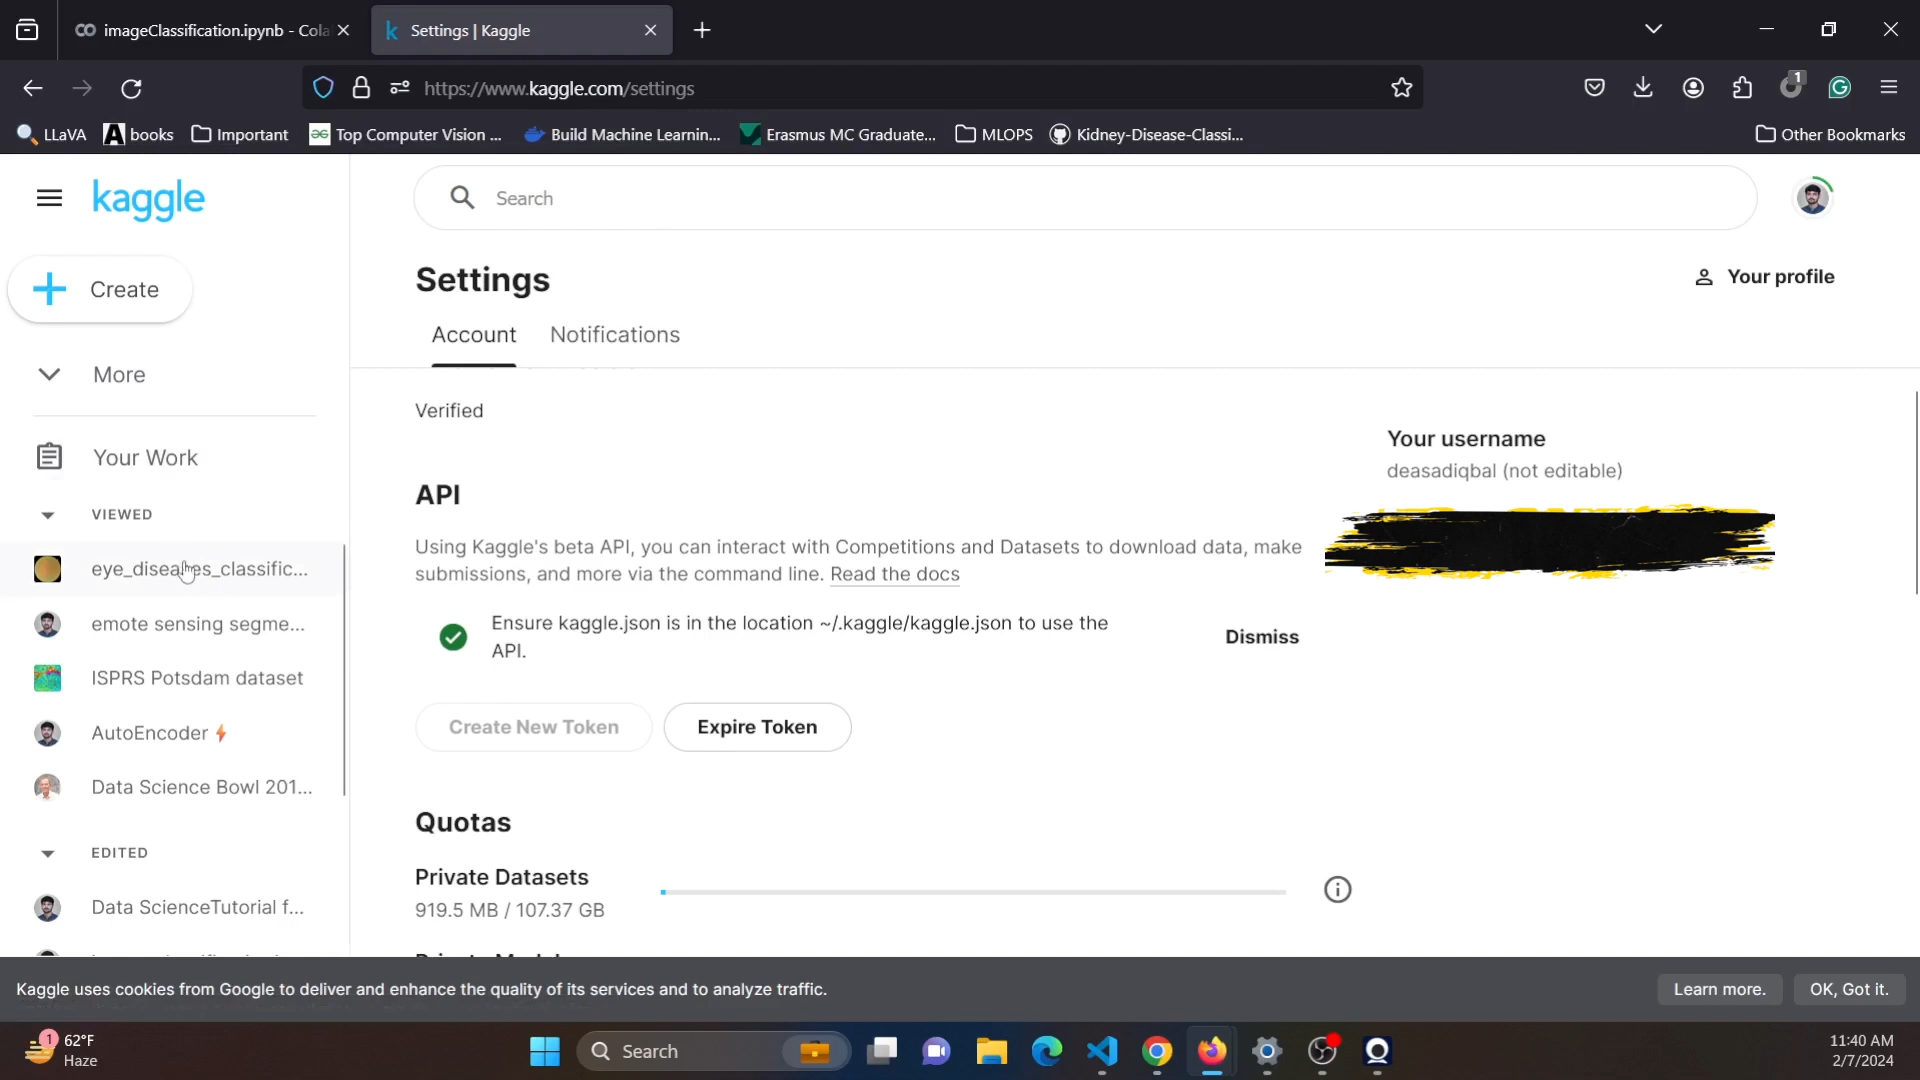 imageClassification.ipynb - Cola
Settings | Kaggle
https://www.kaggle.com/settings
1
LLaVA
books
Important
Top Computer Vision ...
Build Machine Learnin...
Erasmus MC Graduate...
MLOPS
Kidney-Disease-Classi...
Other Bookmarks
kaggle
Search
Create
Settings
Your profile
Account
Notifications
More
Verified
Your Work
Your username
deasadiqbal (not editable)
VIEWED
API
Using Kaggle's beta API, you can interact with Competitions and Datasets to download data, make
submissions, and more via the command line. Read the docs
eye_diseases_classific...
emote sensing segme...
Ensure kaggle.json is in the location ~/.kaggle/kaggle.json to use the
API.
Dismiss
ISPRS Potsdam dataset
AutoEncoder
Create New Token
Expire Token
Data Science Bowl 201...
Quotas
EDITED
Private Datasets
919.5 MB / 107.37 GB
Data ScienceTutorial f...
Kaggle uses cookies from Google to deliver and enhance the quality of its services and to analyze traffic.
Learn more.
OK, Got it.
1
62°F
Haze
Search
11:40 AM
2/7/2024